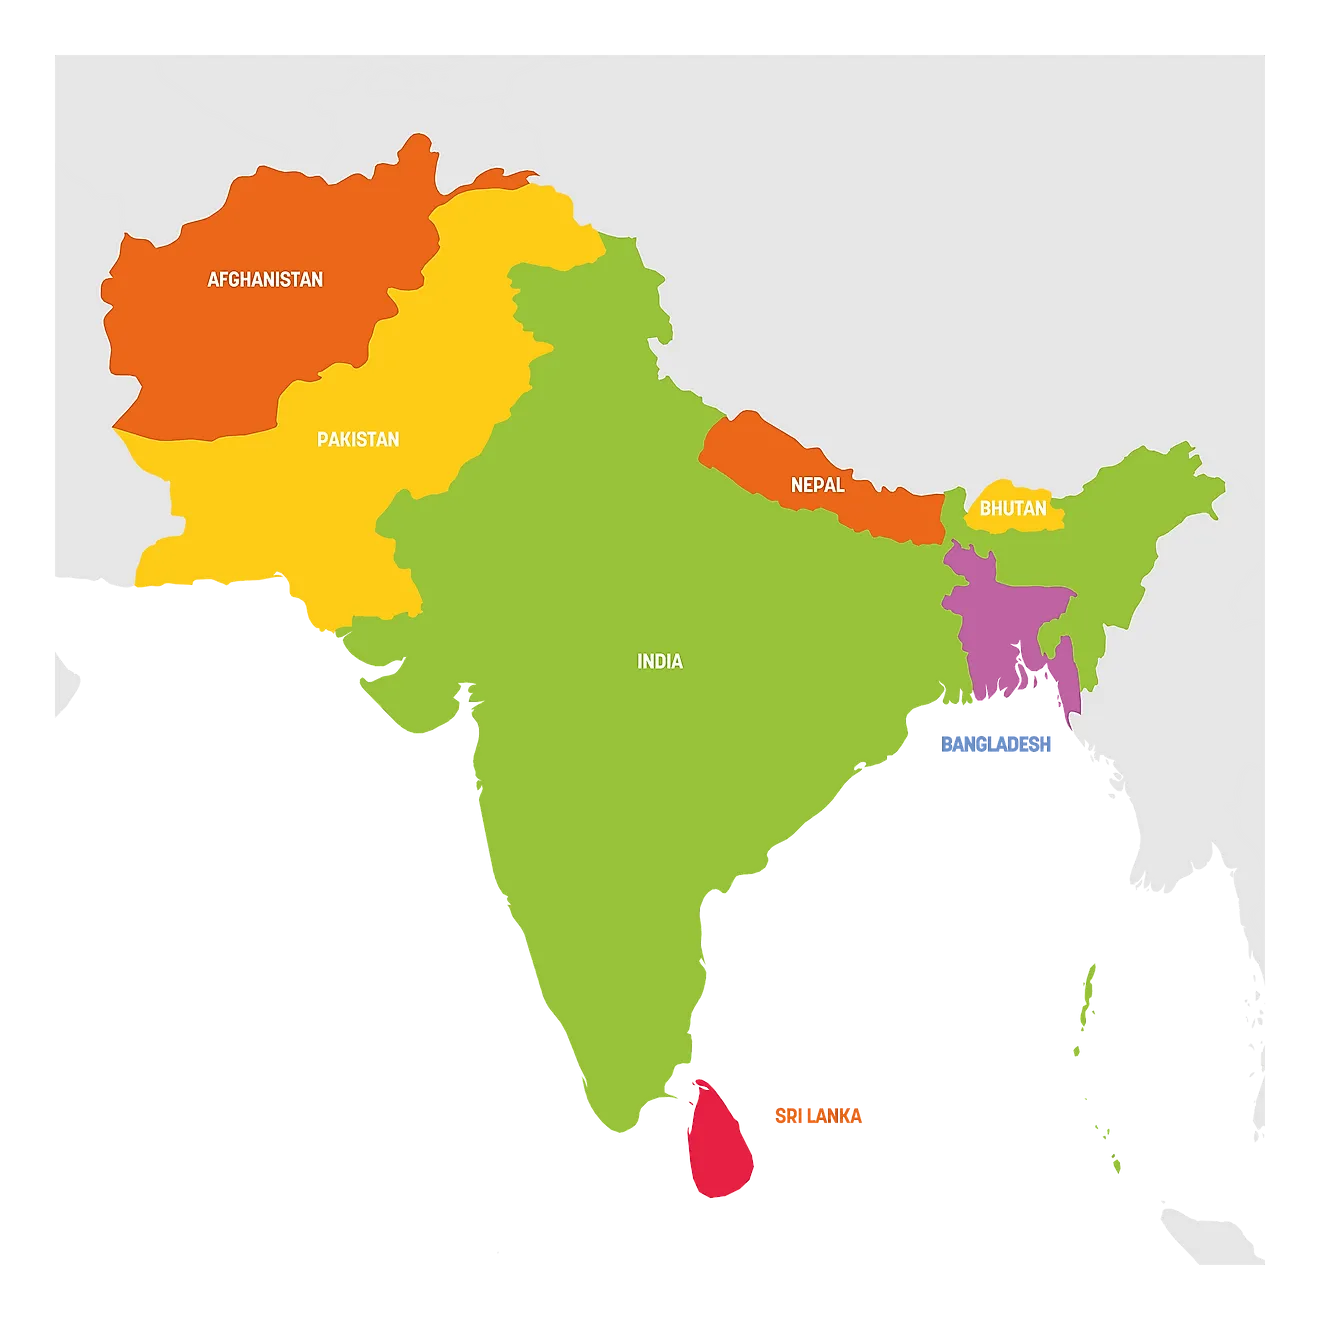 AFGHANISTAN
PAKISTAN
NEPAL
BHUTAN
INDIA
BANGLADESH
SRI LANKA